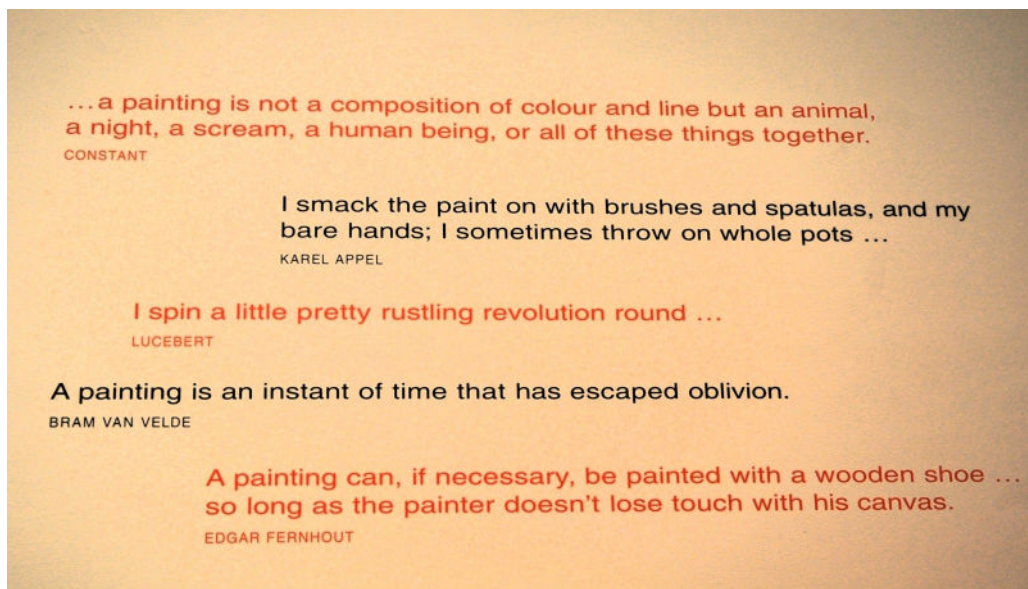 ...a painting is not a composition of colour and line but an animal,
a night, a scream, a human being, or all of these things together.
CONSTANT
I smack the paint on with brushes and spatulas, and my
bare hands; I sometimes throw on whole pots ...
KAREL APPEL
I spin a little pretty rustling revolution round ...
LUCEBERT
A painting is an instant of time that has escaped oblivion.
BRAM VAN VELDE
A painting can, if necessary, be painted with a wooden shoe ...
so long as the painter doesn't lose touch with his canvas.
EDGAR FERNHOUT